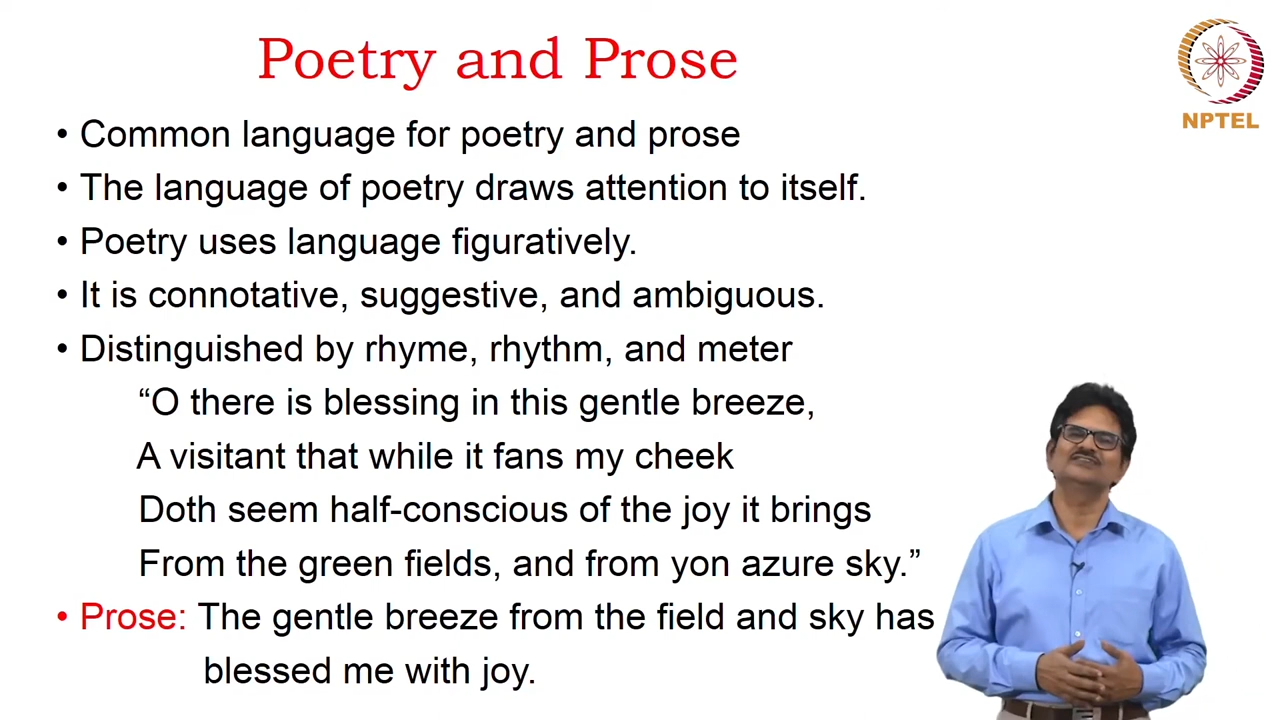 Poetry and Prose
NPTEL
• Common language for poetry and prose
• The language of poetry draws attention to itself.
• Poetry uses language figuratively.
• It is connotative, suggestive, and ambiguous.
• Distinguished by rhyme, rhythm, and meter
“O there is blessing in this gentle breeze,
A visitant that while it fans my cheek
Doth seem half-conscious of the joy it brings
From the green fields, and from yon azure sky.”
• Prose: The gentle breeze from the field and sky has
blessed me with joy.